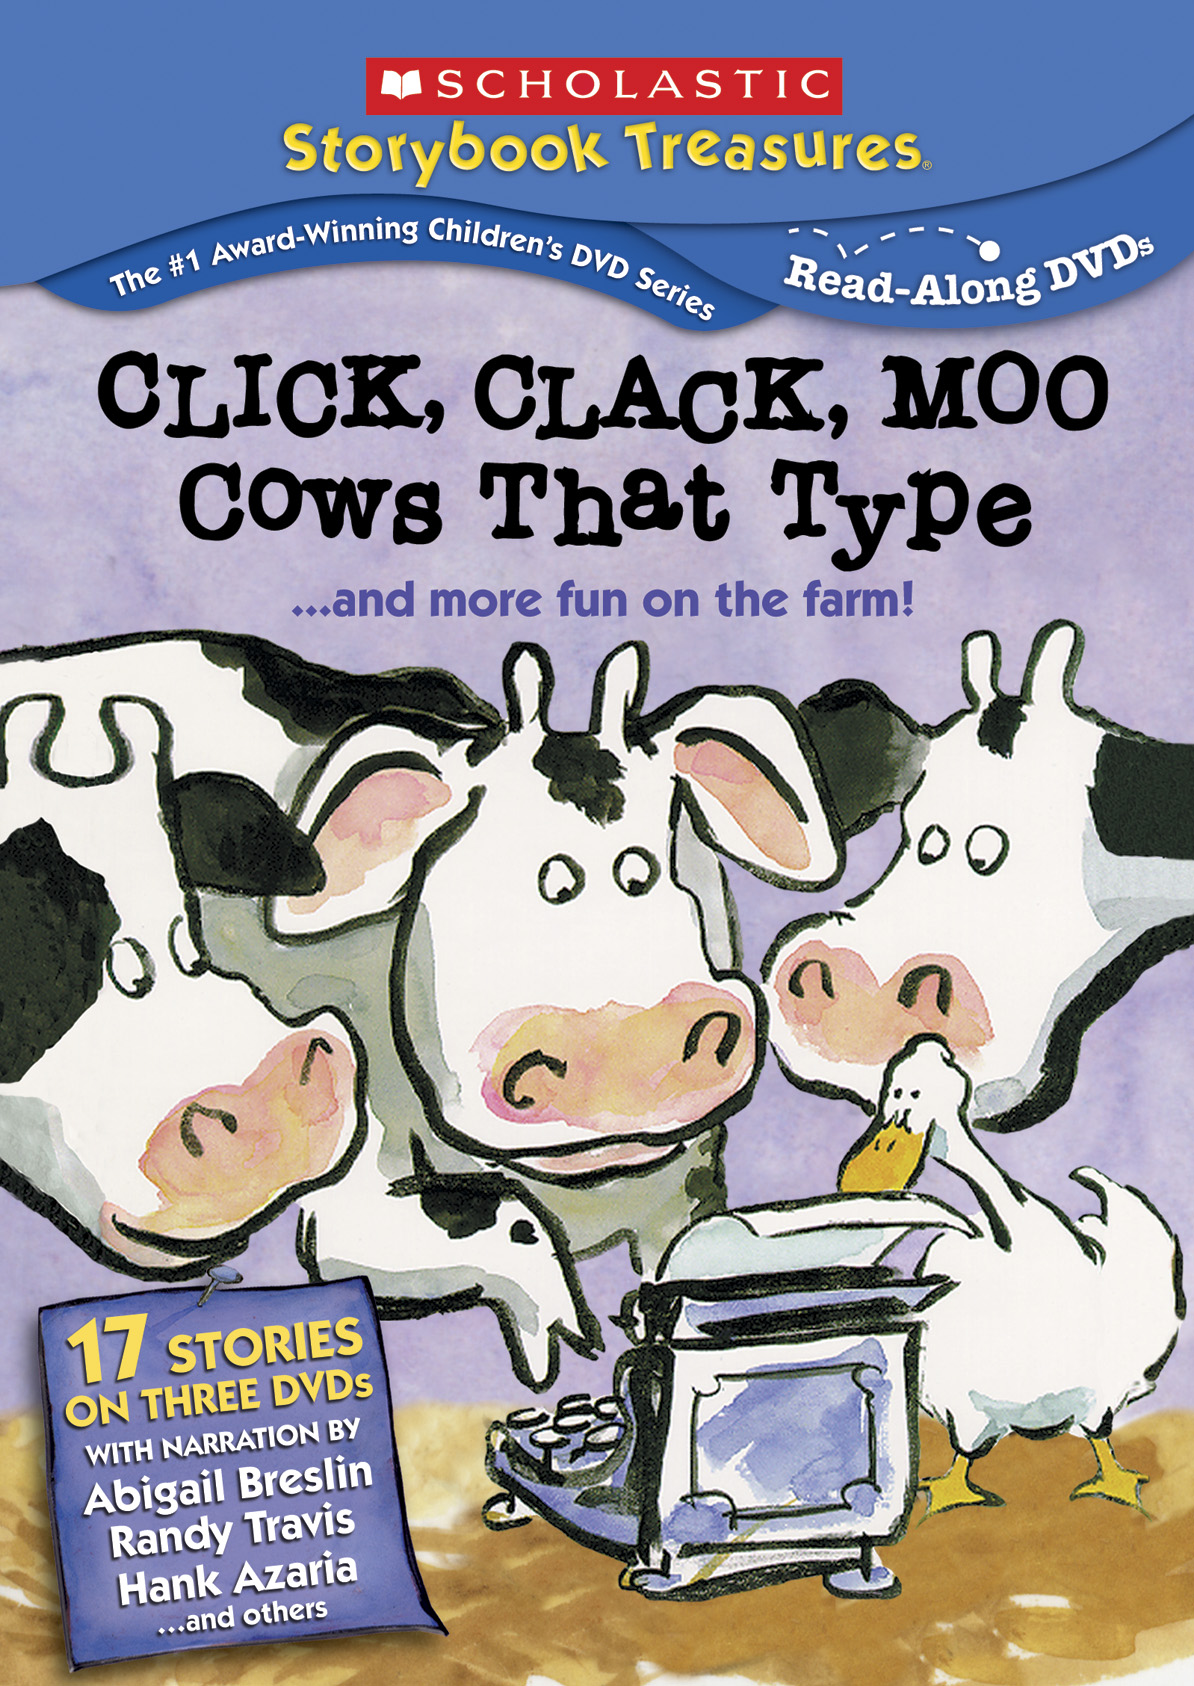 SCHOLASTIC
Storybook Treasures®
The #1 Award-Winning Children's DVD Series
Read-Along DVDs
CLICK, CLACK, MOO
Cows That Type
...and more fun on the farm!
17 STORIES
ON THREE DVDs
WITH NARRATION BY
Abigail Breslin
Randy Travis
Hank Azaria
...and others